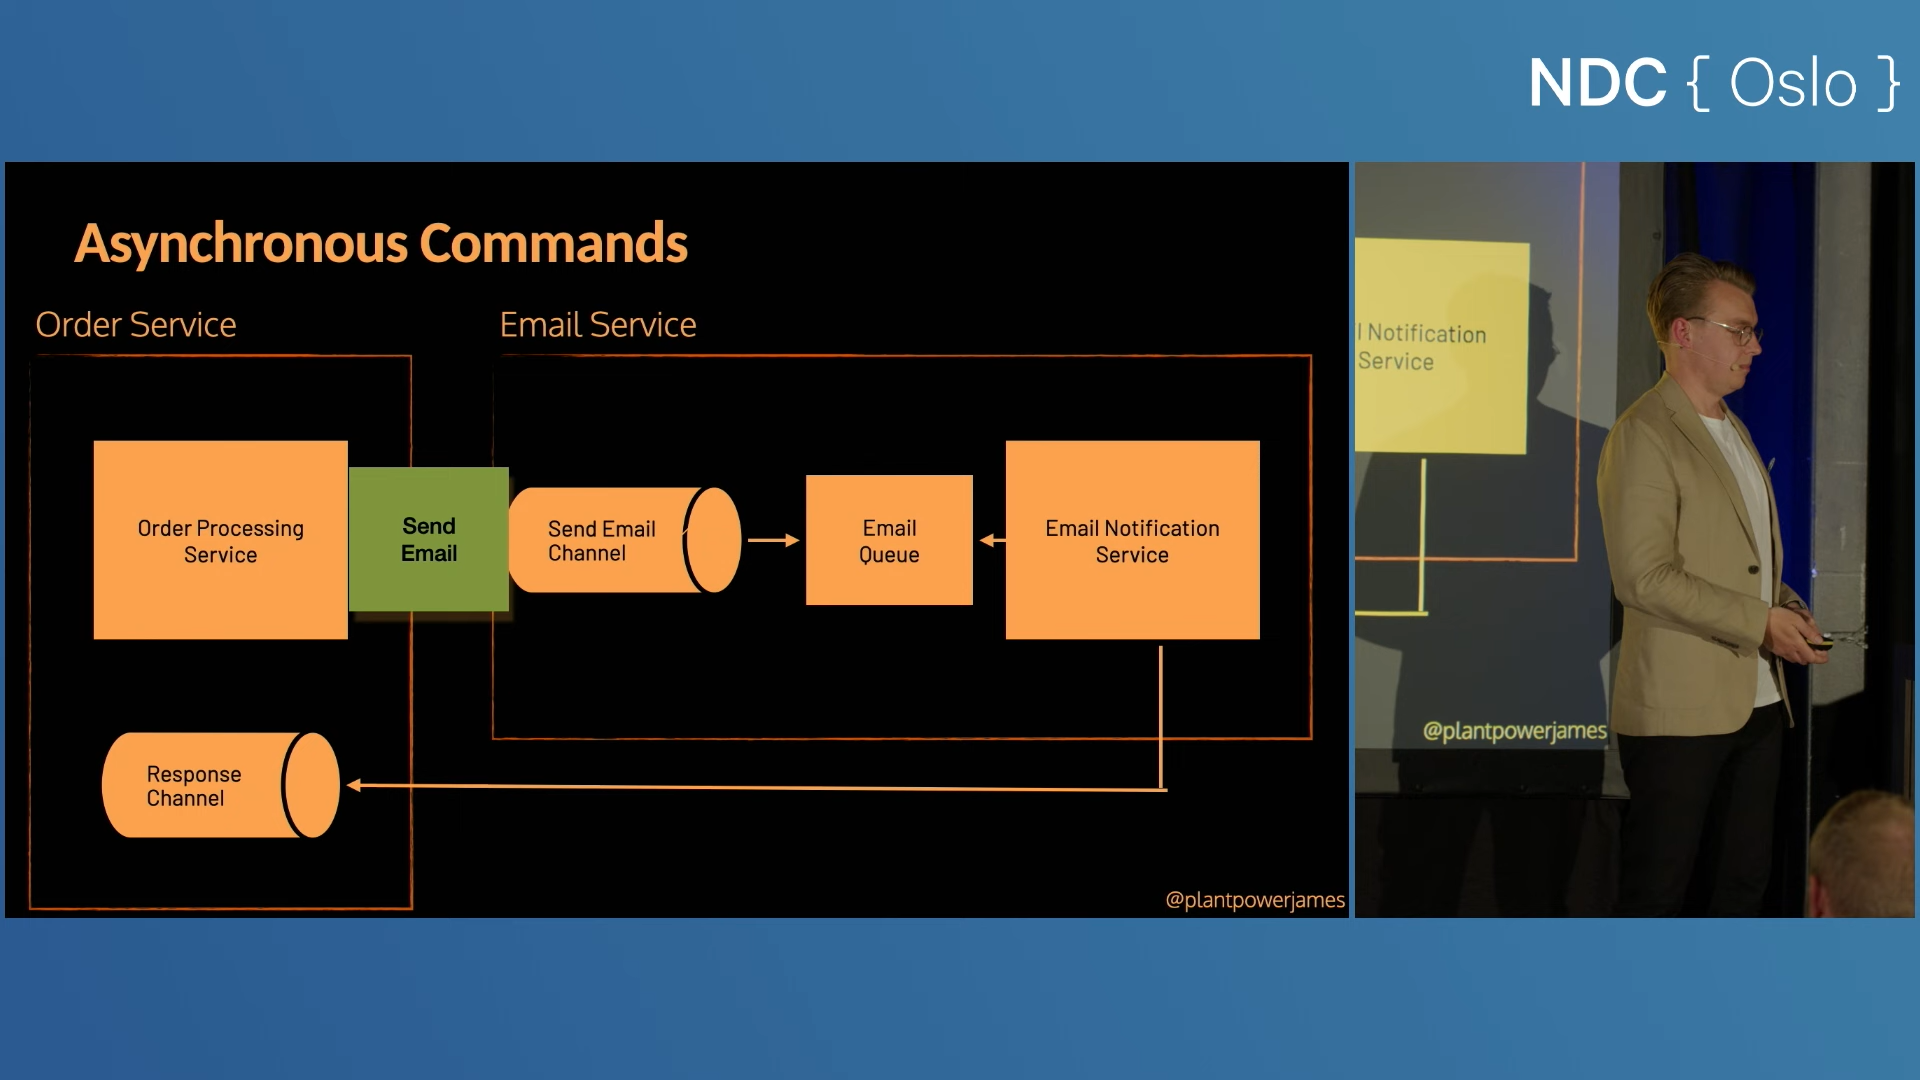 NDC { Oslo }
Asynchronous Commands
Order Service
Email Service
Order Processing
Service
Send
Email
Send Email
Channel
Email
Queue
Email Notification
Service
Response
Channel
@plantpowerjames
l Notification
Service
@plantpowerjames